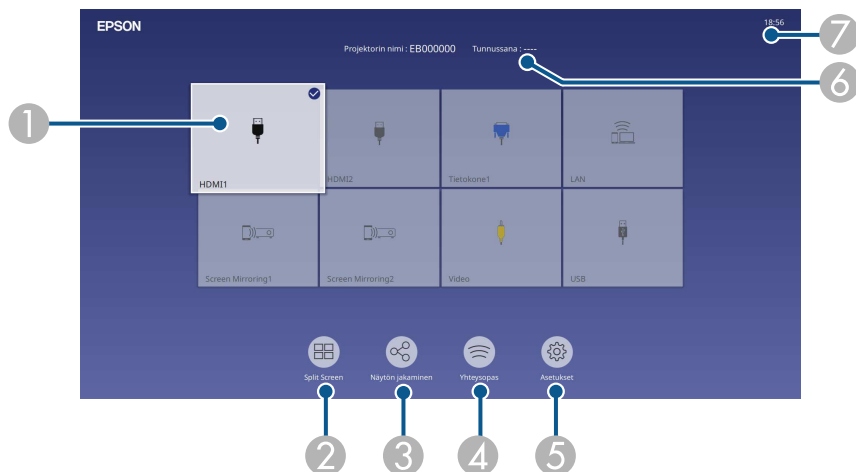 EPSON
18:56
Projektorin nimi : EB000000 Tunnussana : ----
HDMI1
HDMI2
Tietokone1
LAN
Screen Mirroring1
Screen Mirroring2
Video
USB
Split Screen
Näytön jakaminen
Yhteysopas
Asetukset
1
2
3
4
5
6
7